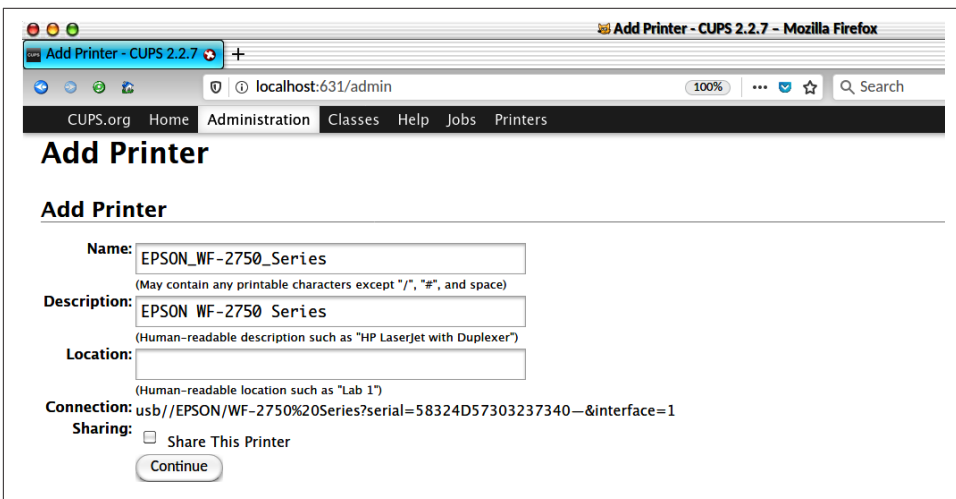 Add Printer - CUPS 2.2.7 – Mozilla Firefox
CUPS Add Printer - CUPS 2.2.7 +
localhost:631/admin 100% ... Search
CUPS.org Home Administration Classes Help Jobs Printers
Add Printer
Add Printer
Name: EPSON_WF-2750_Series
(May contain any printable characters except "/", "#", and space)
Description: EPSON WF-2750 Series
(Human-readable description such as "HP LaserJet with Duplexer")
Location:
(Human-readable location such as "Lab 1")
Connection: usb//EPSON/WF-2750%20Series?serial=58324D57303237340—&interface=1
Sharing:
Share This Printer
Continue